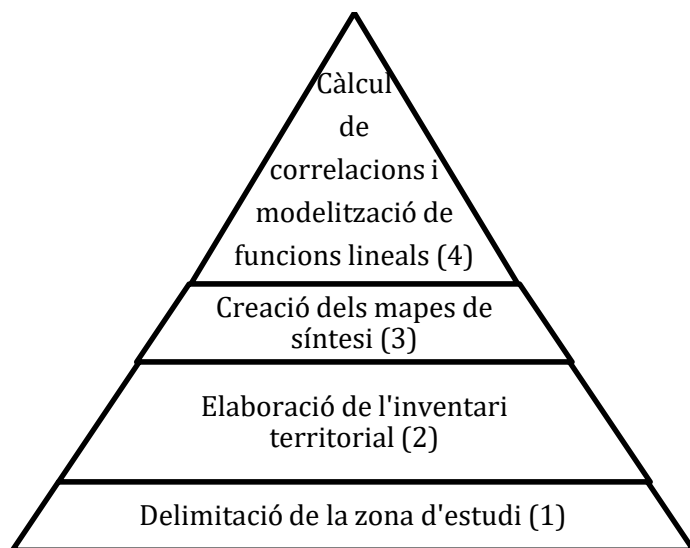 Càlcul
de
correlacions i
modelització de
funcions lineals (4)
Creació dels mapes de
síntesi (3)
Elaboració de l'inventari
territorial (2)
Delimitació de la zona d'estudi (1)